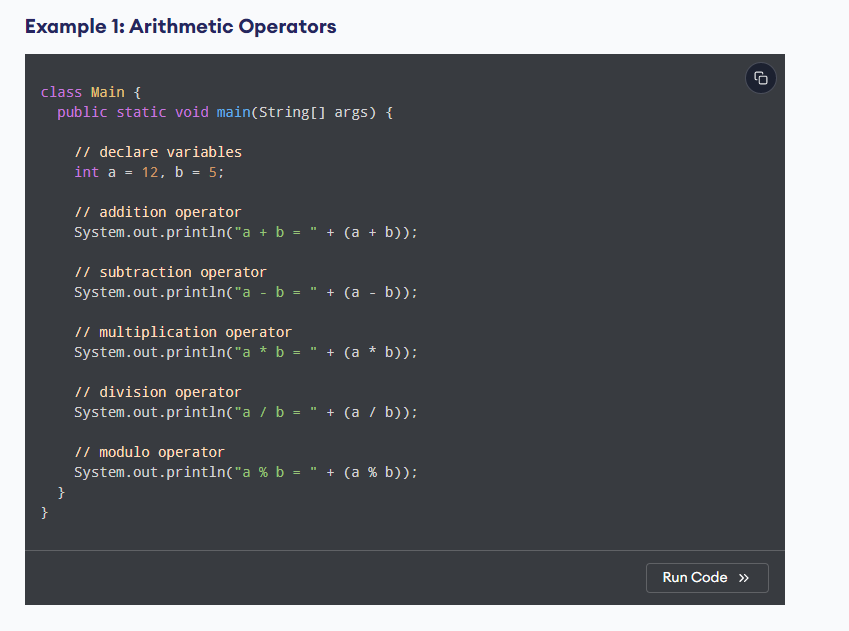 Example 1: Arithmetic Operators
class Main {
  public static void main(String[] args) {

    // declare variables
    int a = 12, b = 5;

    // addition operator
    System.out.println("a + b = " + (a + b));

    // subtraction operator
    System.out.println("a - b = " + (a - b));

    // multiplication operator
    System.out.println("a * b = " + (a * b));

    // division operator
    System.out.println("a / b = " + (a / b));

    // modulo operator
    System.out.println("a % b = " + (a % b));
  }
}
Run Code »